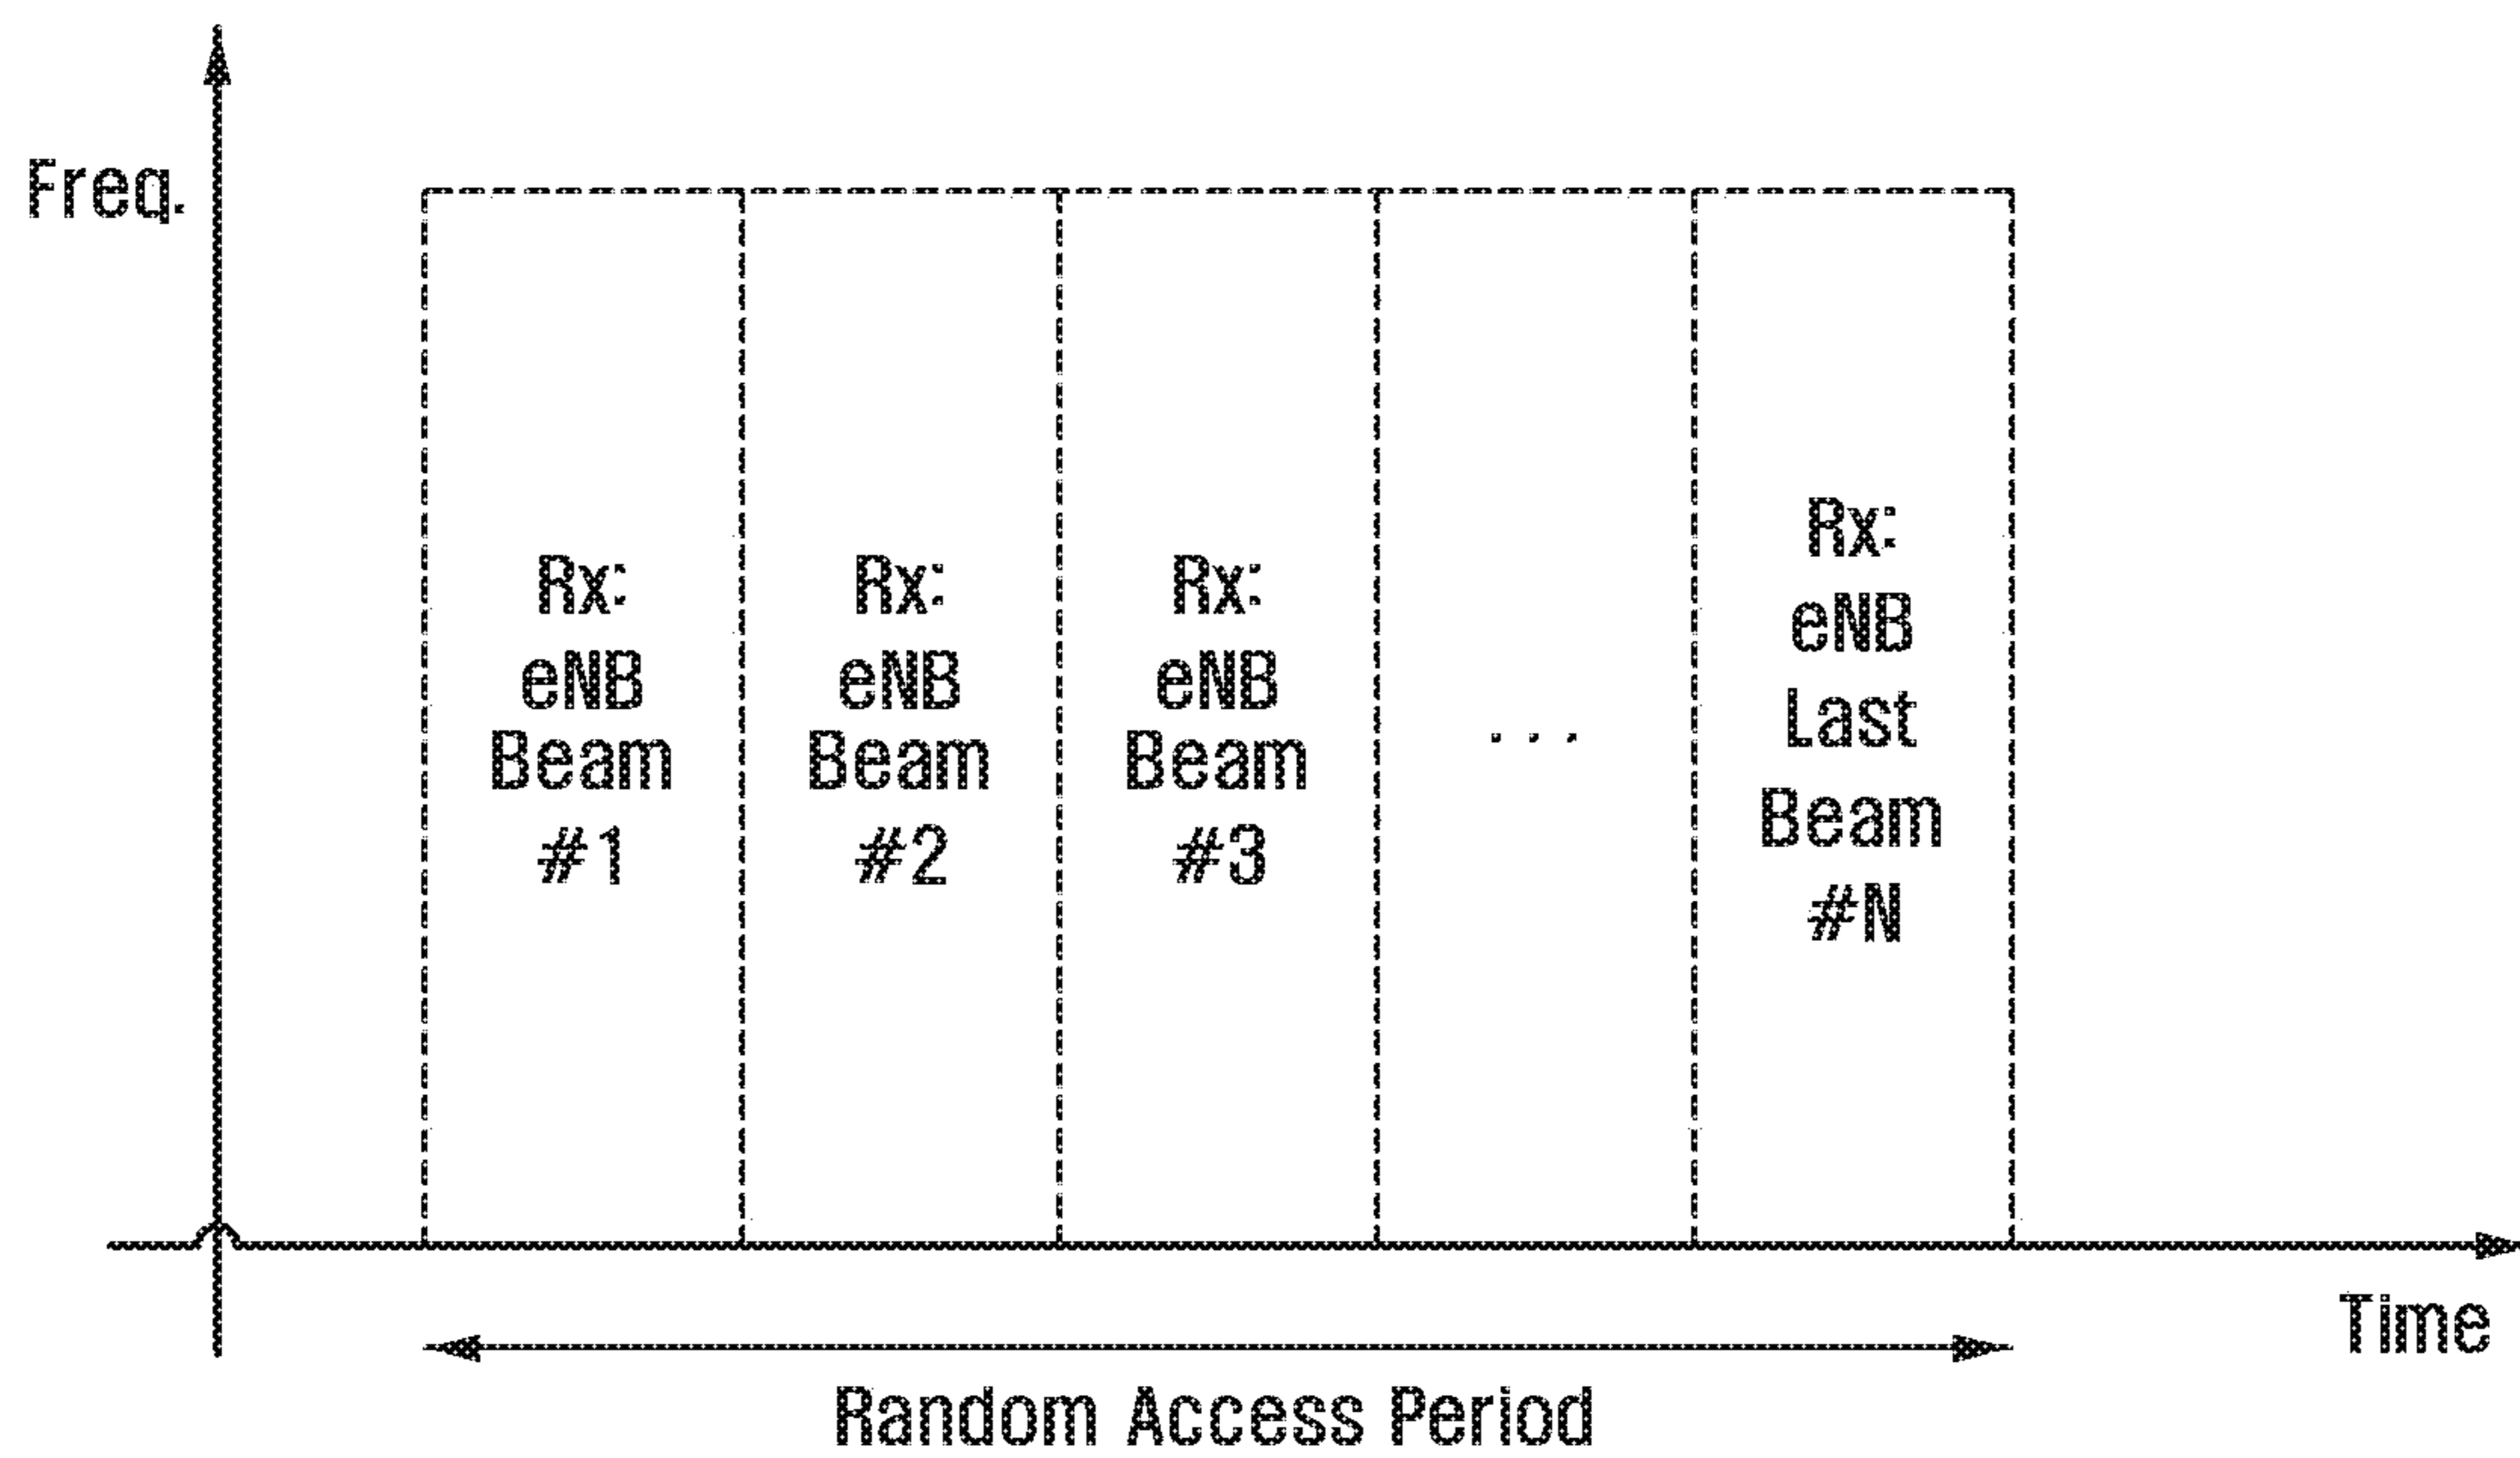 Freq.
Rx:
eNB
Beam
#1
Rx:
eNB
Beam
#2
Rx:
eNB
Beam
#3
...
Rx:
eNB
Last
Beam
#N
Time
Random Access Period